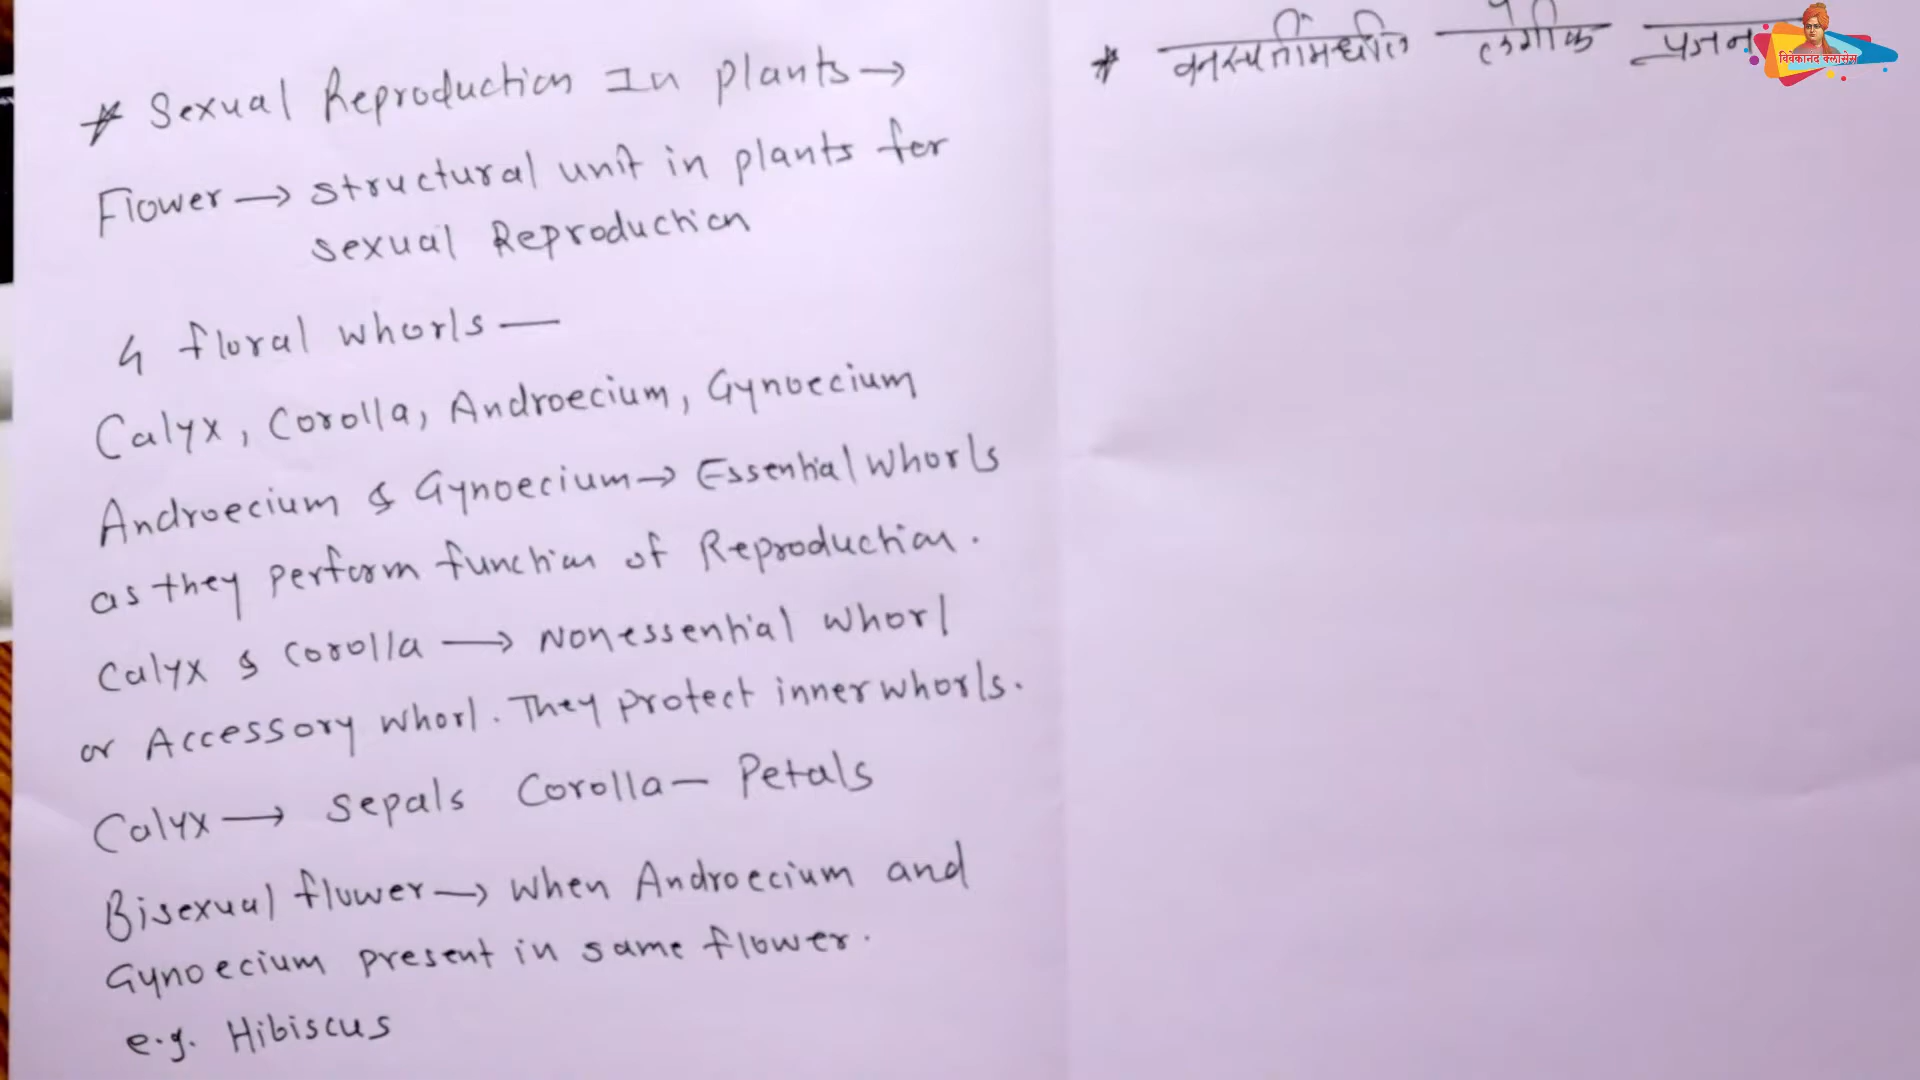 * Sexual Reproduction In plants →
Flower → structural unit in plants for
sexual Reproduction
4 floral whorls —
Calyx, Corolla, Androecium, Gynoecium
Androecium & Gynoecium → Essential Whorls
as they perform function of Reproduction.
Calyx & Corolla → Nonessential Whorl
or Accessory Whorl. They protect inner whorls.
Calyx → sepals Corolla — Petals
Bisexual flower → when Androecium and
Gynoecium present in same flower.
e.g. Hibiscus
* वनस्पतींमधील लैंगीक प्रजन
विवेकानंद क्लासेस